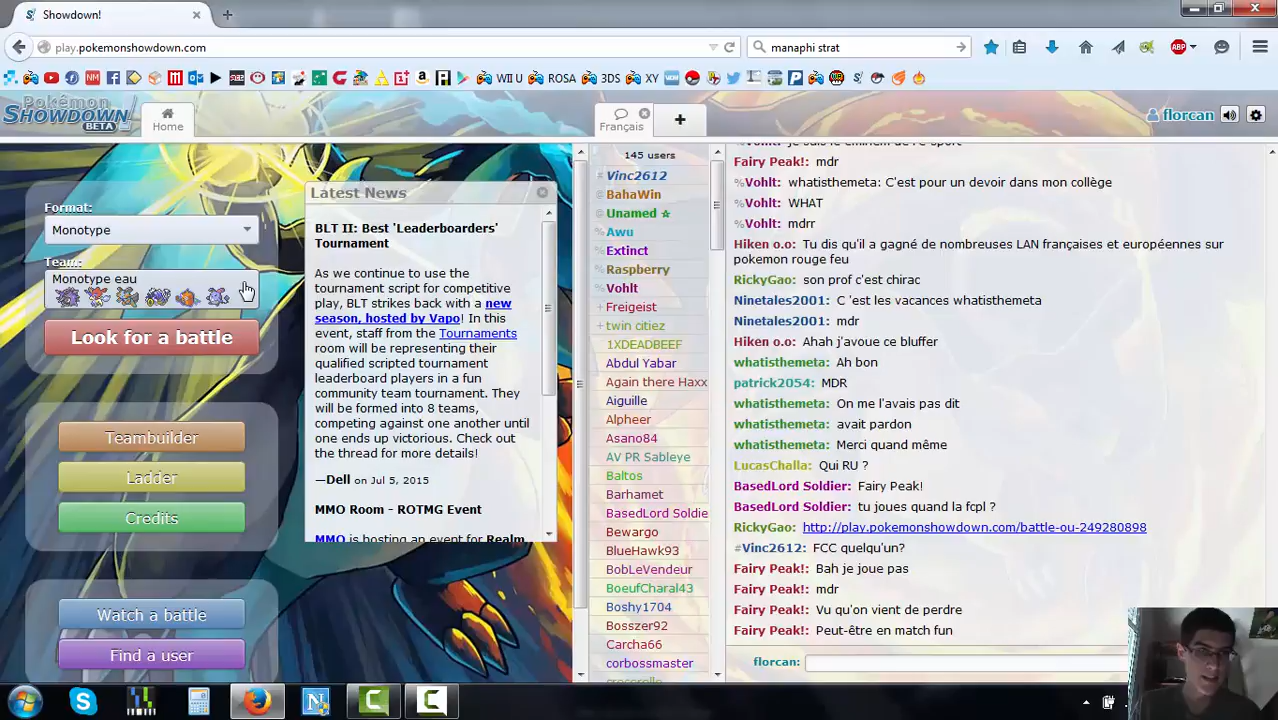 Showdown!
play.pokemonshowdown.com
manaphi strat
ABP
NM
WII U
ROSA
3DS
XY
Pokémon
SHOWDOWN
BETA
Home
Français
florcan
Format:
Monotype
Team:
Monotype eau
Look for a battle
Teambuilder
Ladder
Credits
Watch a battle
Find a user
Latest News
BLT II: Best 'Leaderboarders'
Tournament
As we continue to use the
tournament script for competitive
play, BLT strikes back with a new
season, hosted by Vapo! In this
event, staff from the Tournaments
room will be representing their
qualified scripted tournament
leaderboard players in a fun
community team tournament. They
will be formed into 8 teams,
competing against one another until
one ends up victorious. Check out
the thread for more details!
—Dell on Jul 5, 2015
MMO Room - ROTMG Event
MMO is hosting an event for Realm
145 users
#Vinc2612
@BahaWin
@Unamed ☆
%Awu
%Extinct
%Raspberry
%Vohlt
+Freigeist
+twin citiez
1XDEADBEEF
Abdul Yabar
Again there Haxx
Aiguille
Alpheer
Asano84
AV PR Sableye
Baltos
Barhamet
BasedLord Soldie
Bewargo
BlueHawk93
BobLeVendeur
BoeufCharal43
Boshy1704
Bosszer92
Carcha66
corbossmaster
Fairy Peak!: mdr
%Vohlt: whatisthemeta: C'est pour un devoir dans mon collège
%Vohlt: WHAT
%Vohlt: mdrr
Hiken o.o: Tu dis qu'il a gagné de nombreuses LAN françaises et européennes sur
pokemon rouge feu
RickyGao: son prof c'est chirac
Ninetales2001: C 'est les vacances whatisthemeta
Ninetales2001: mdr
Hiken o.o: Ahah j'avoue ce bluffer
whatisthemeta: Ah bon
patrick2054: MDR
whatisthemeta: On me l'avais pas dit
whatisthemeta: avait pardon
whatisthemeta: Merci quand même
LucasChalla: Qui RU ?
BasedLord Soldier: Fairy Peak!
BasedLord Soldier: tu joues quand la fcpl ?
RickyGao: http://play.pokemonshowdown.com/battle-ou-249280898
#Vinc2612: FCC quelqu'un?
Fairy Peak!: Bah je joue pas
Fairy Peak!: mdr
Fairy Peak!: Vu qu'on vient de perdre
Fairy Peak!: Peut-être en match fun
florcan: